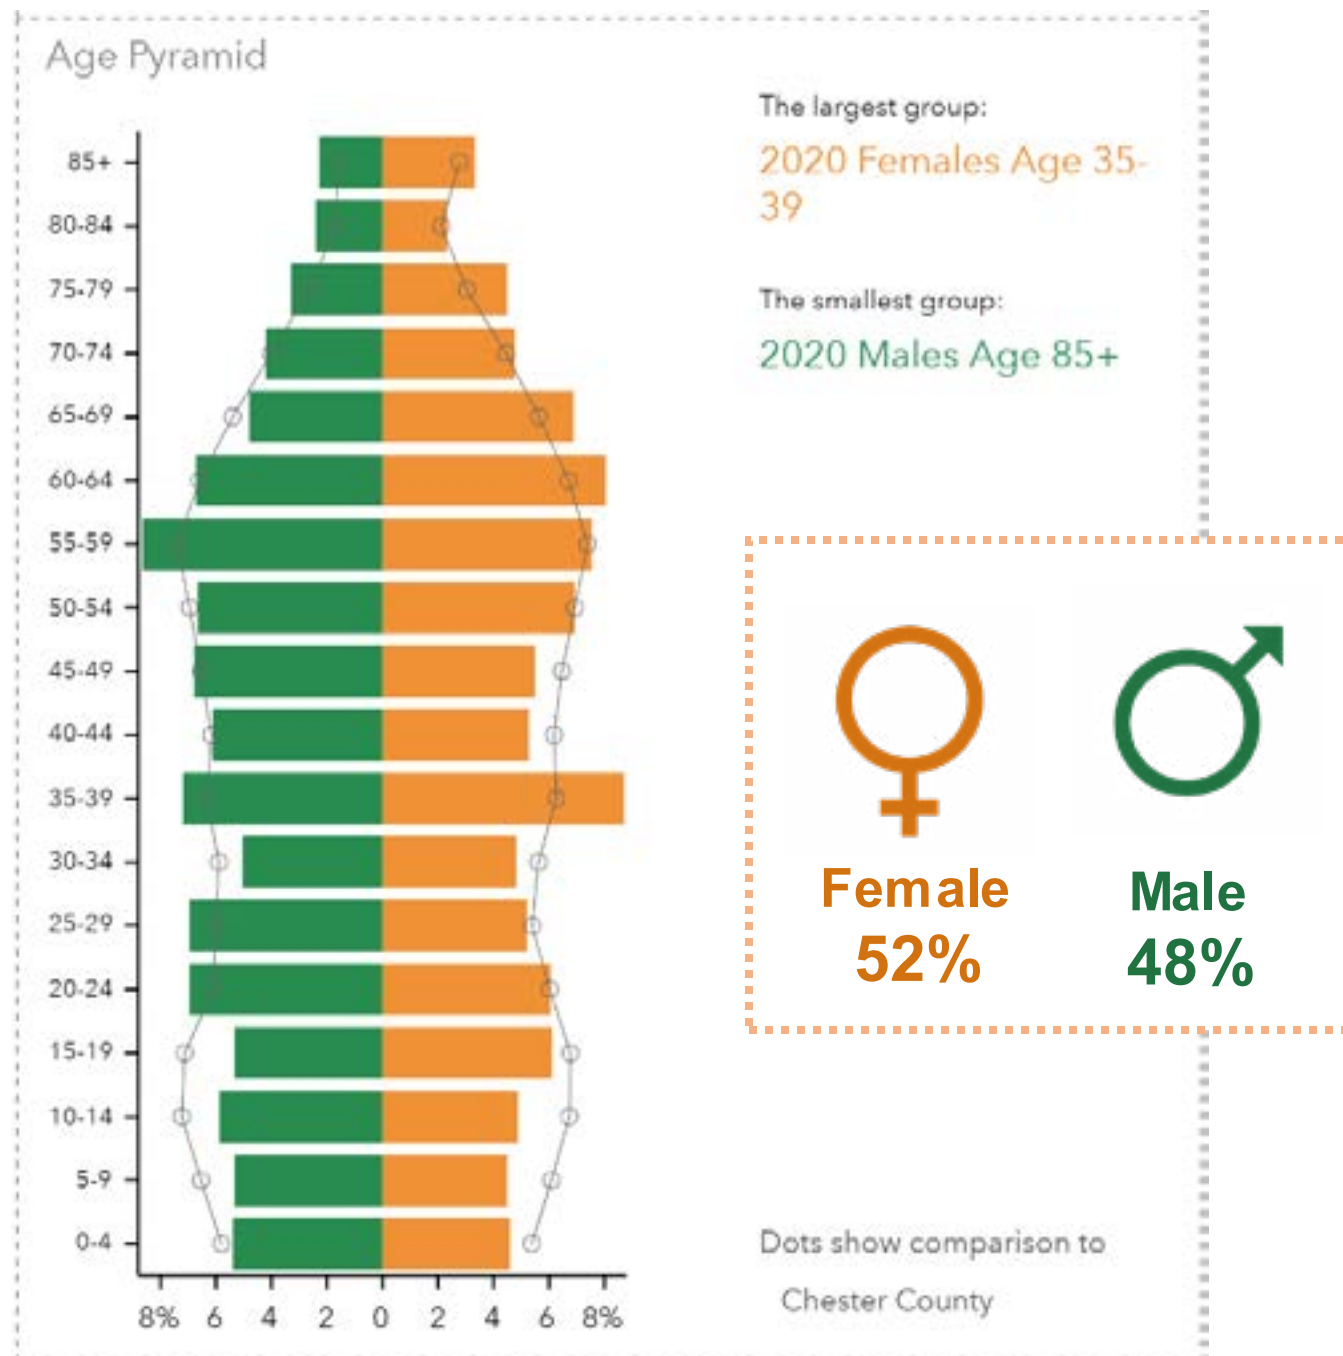 Age Pyramid
The largest group:
2020 Females Age 35-
39
The smallest group:
2020 Males Age 85+
85+
80-84
75-79
70-74
65-69
60-64
55-59
50-54
45-49
40-44
35-39
30-34
25-29
20-24
15-19
10-14
5-9
0-4
8% 6 4 2 0 2 4 6 8%
Female Male
52% 48%
Dots show comparison to
Chester County